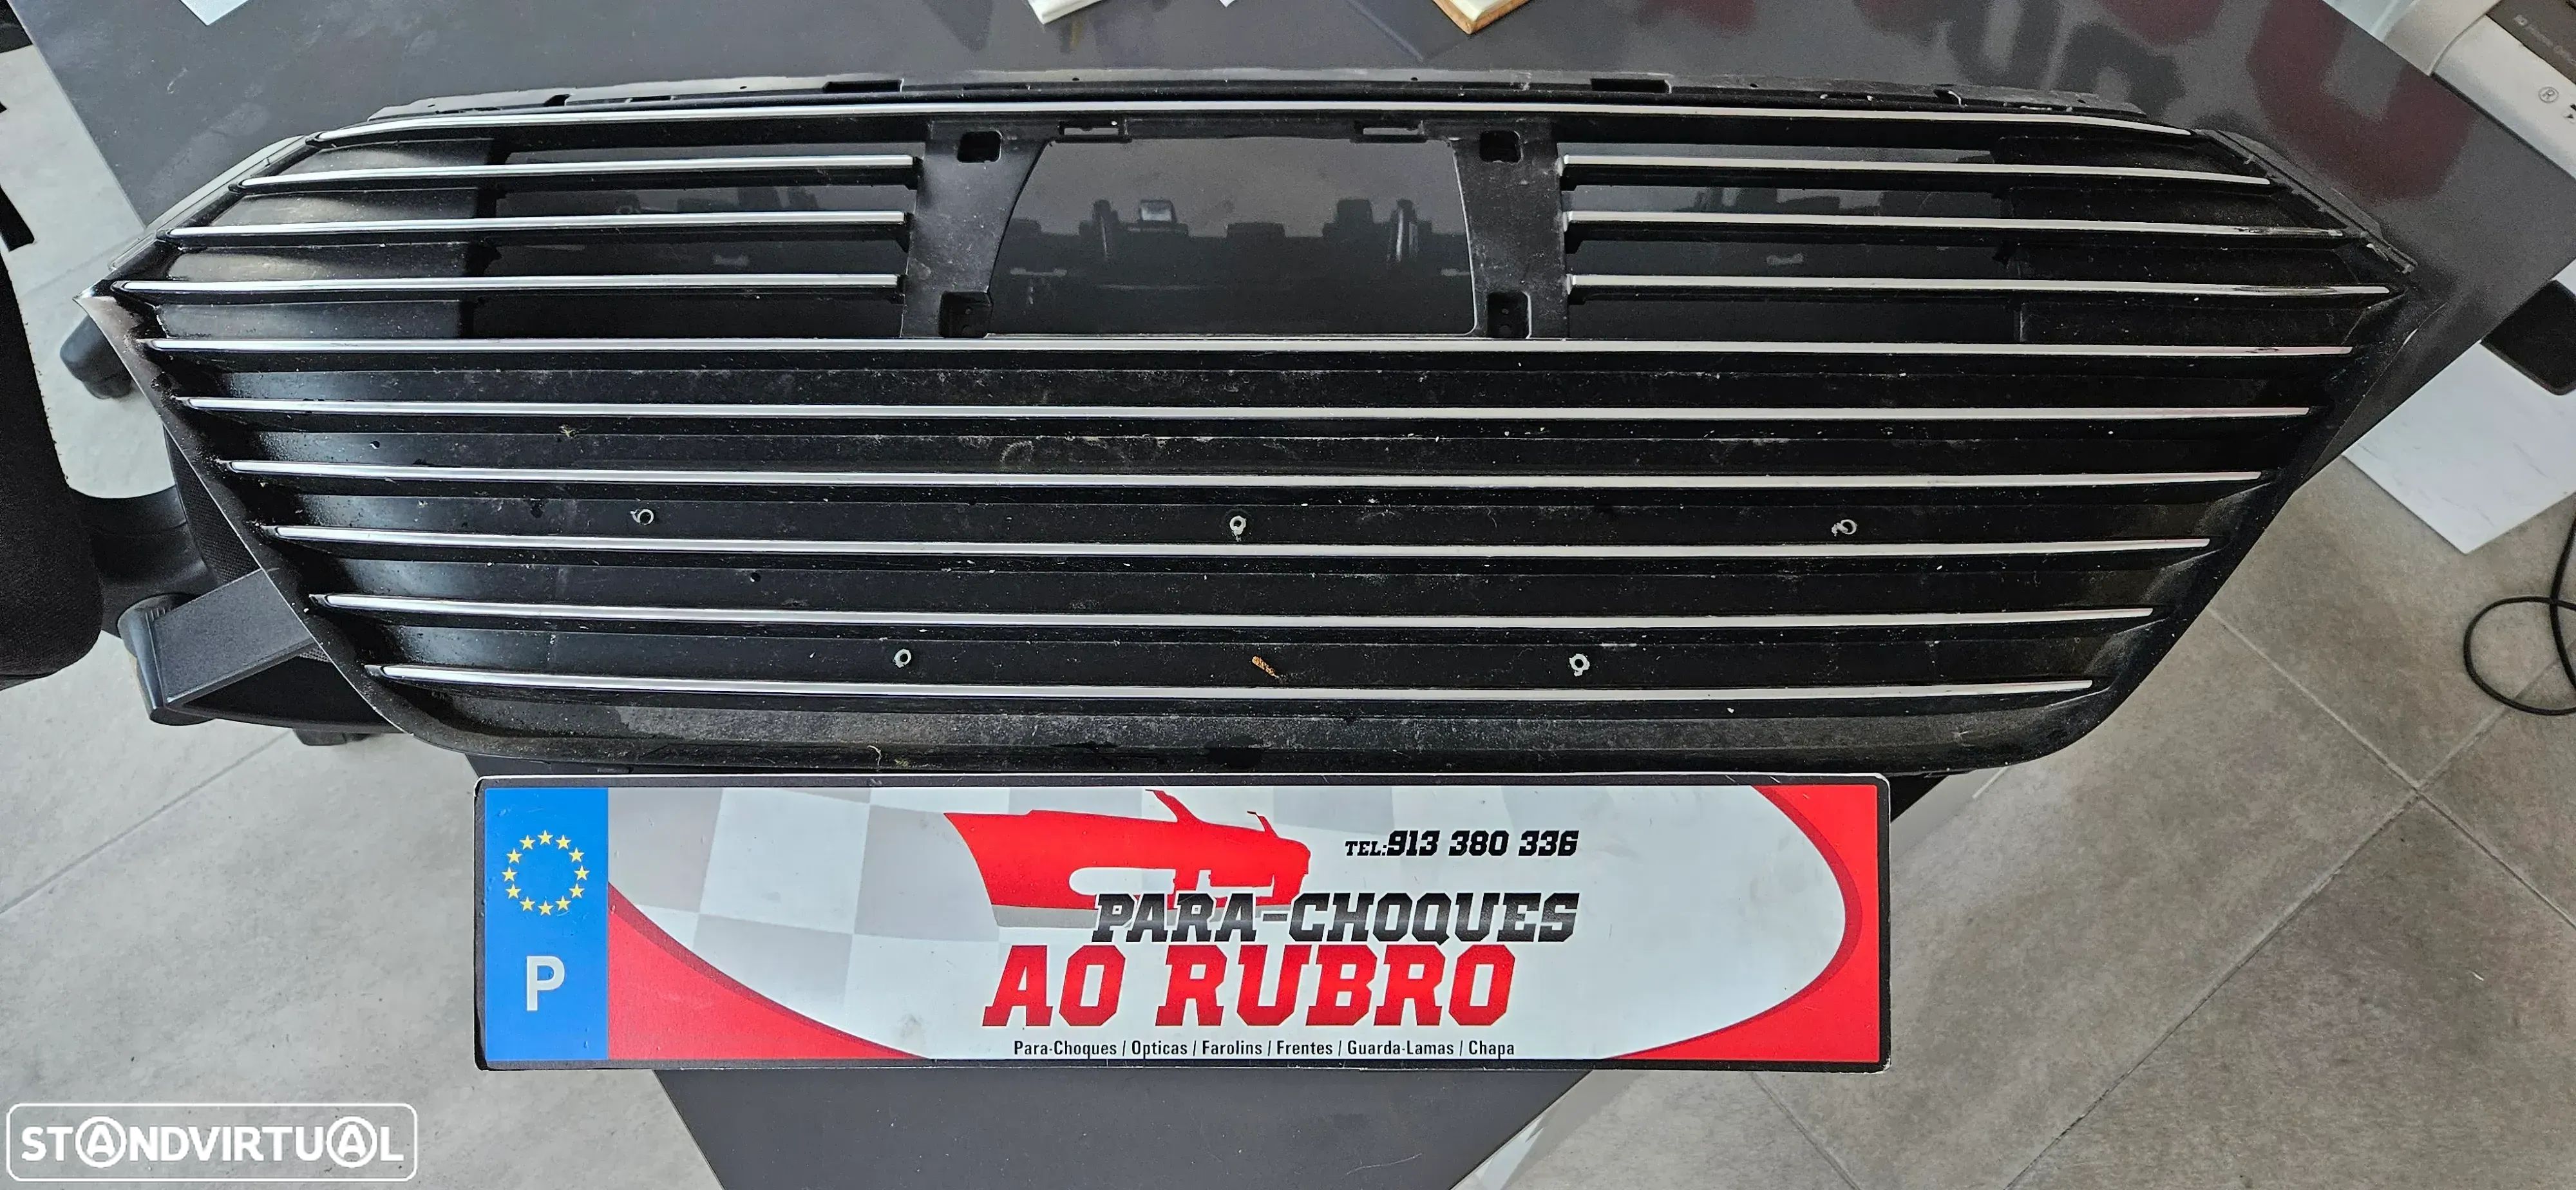 TEL:913 380 336
PARA-CHOQUES
AO RUBRO
P
Para-Choques / Opticas / Farolins / Frentes / Guarda-Lamas / Chapa
STANDVIRTUAL